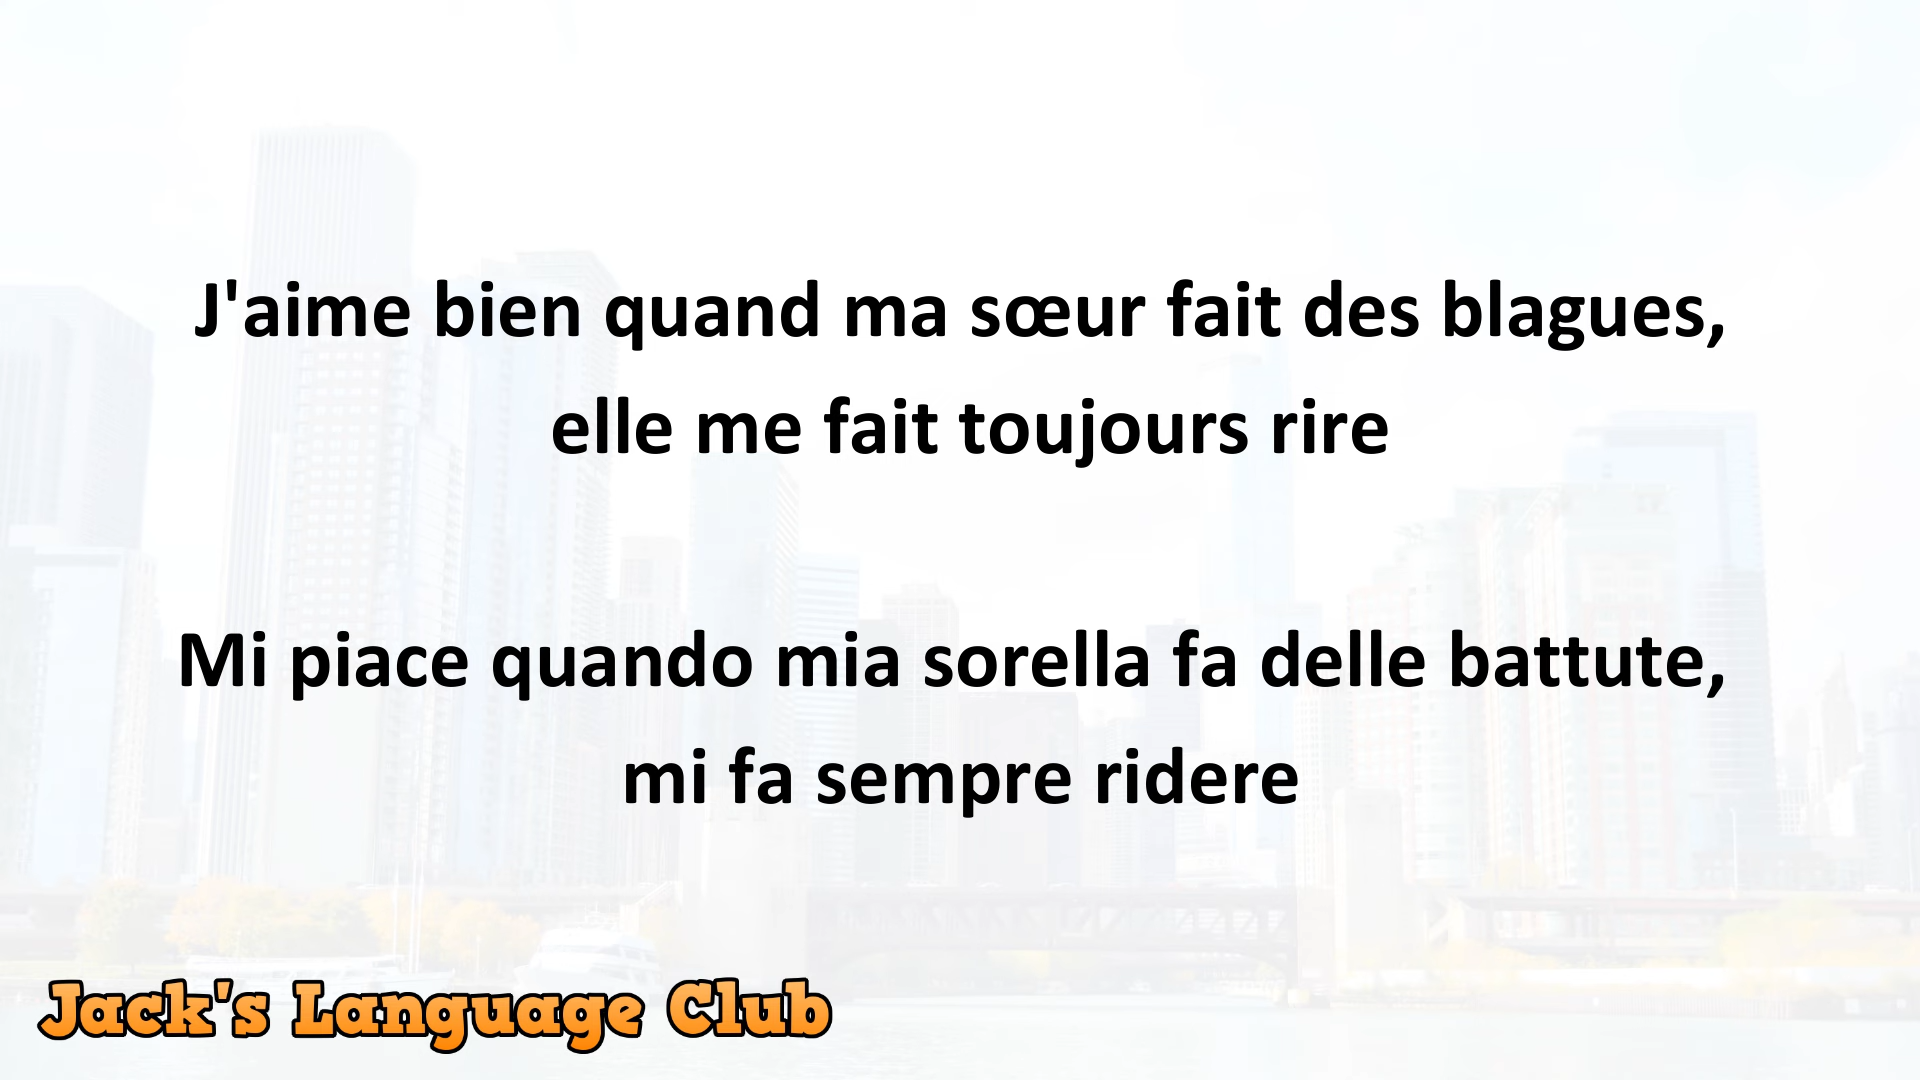 J'aime bien quand ma sœur fait des blagues,
elle me fait toujours rire
Mi piace quando mia sorella fa delle battute,
mi fa sempre ridere
Jack's Language Club